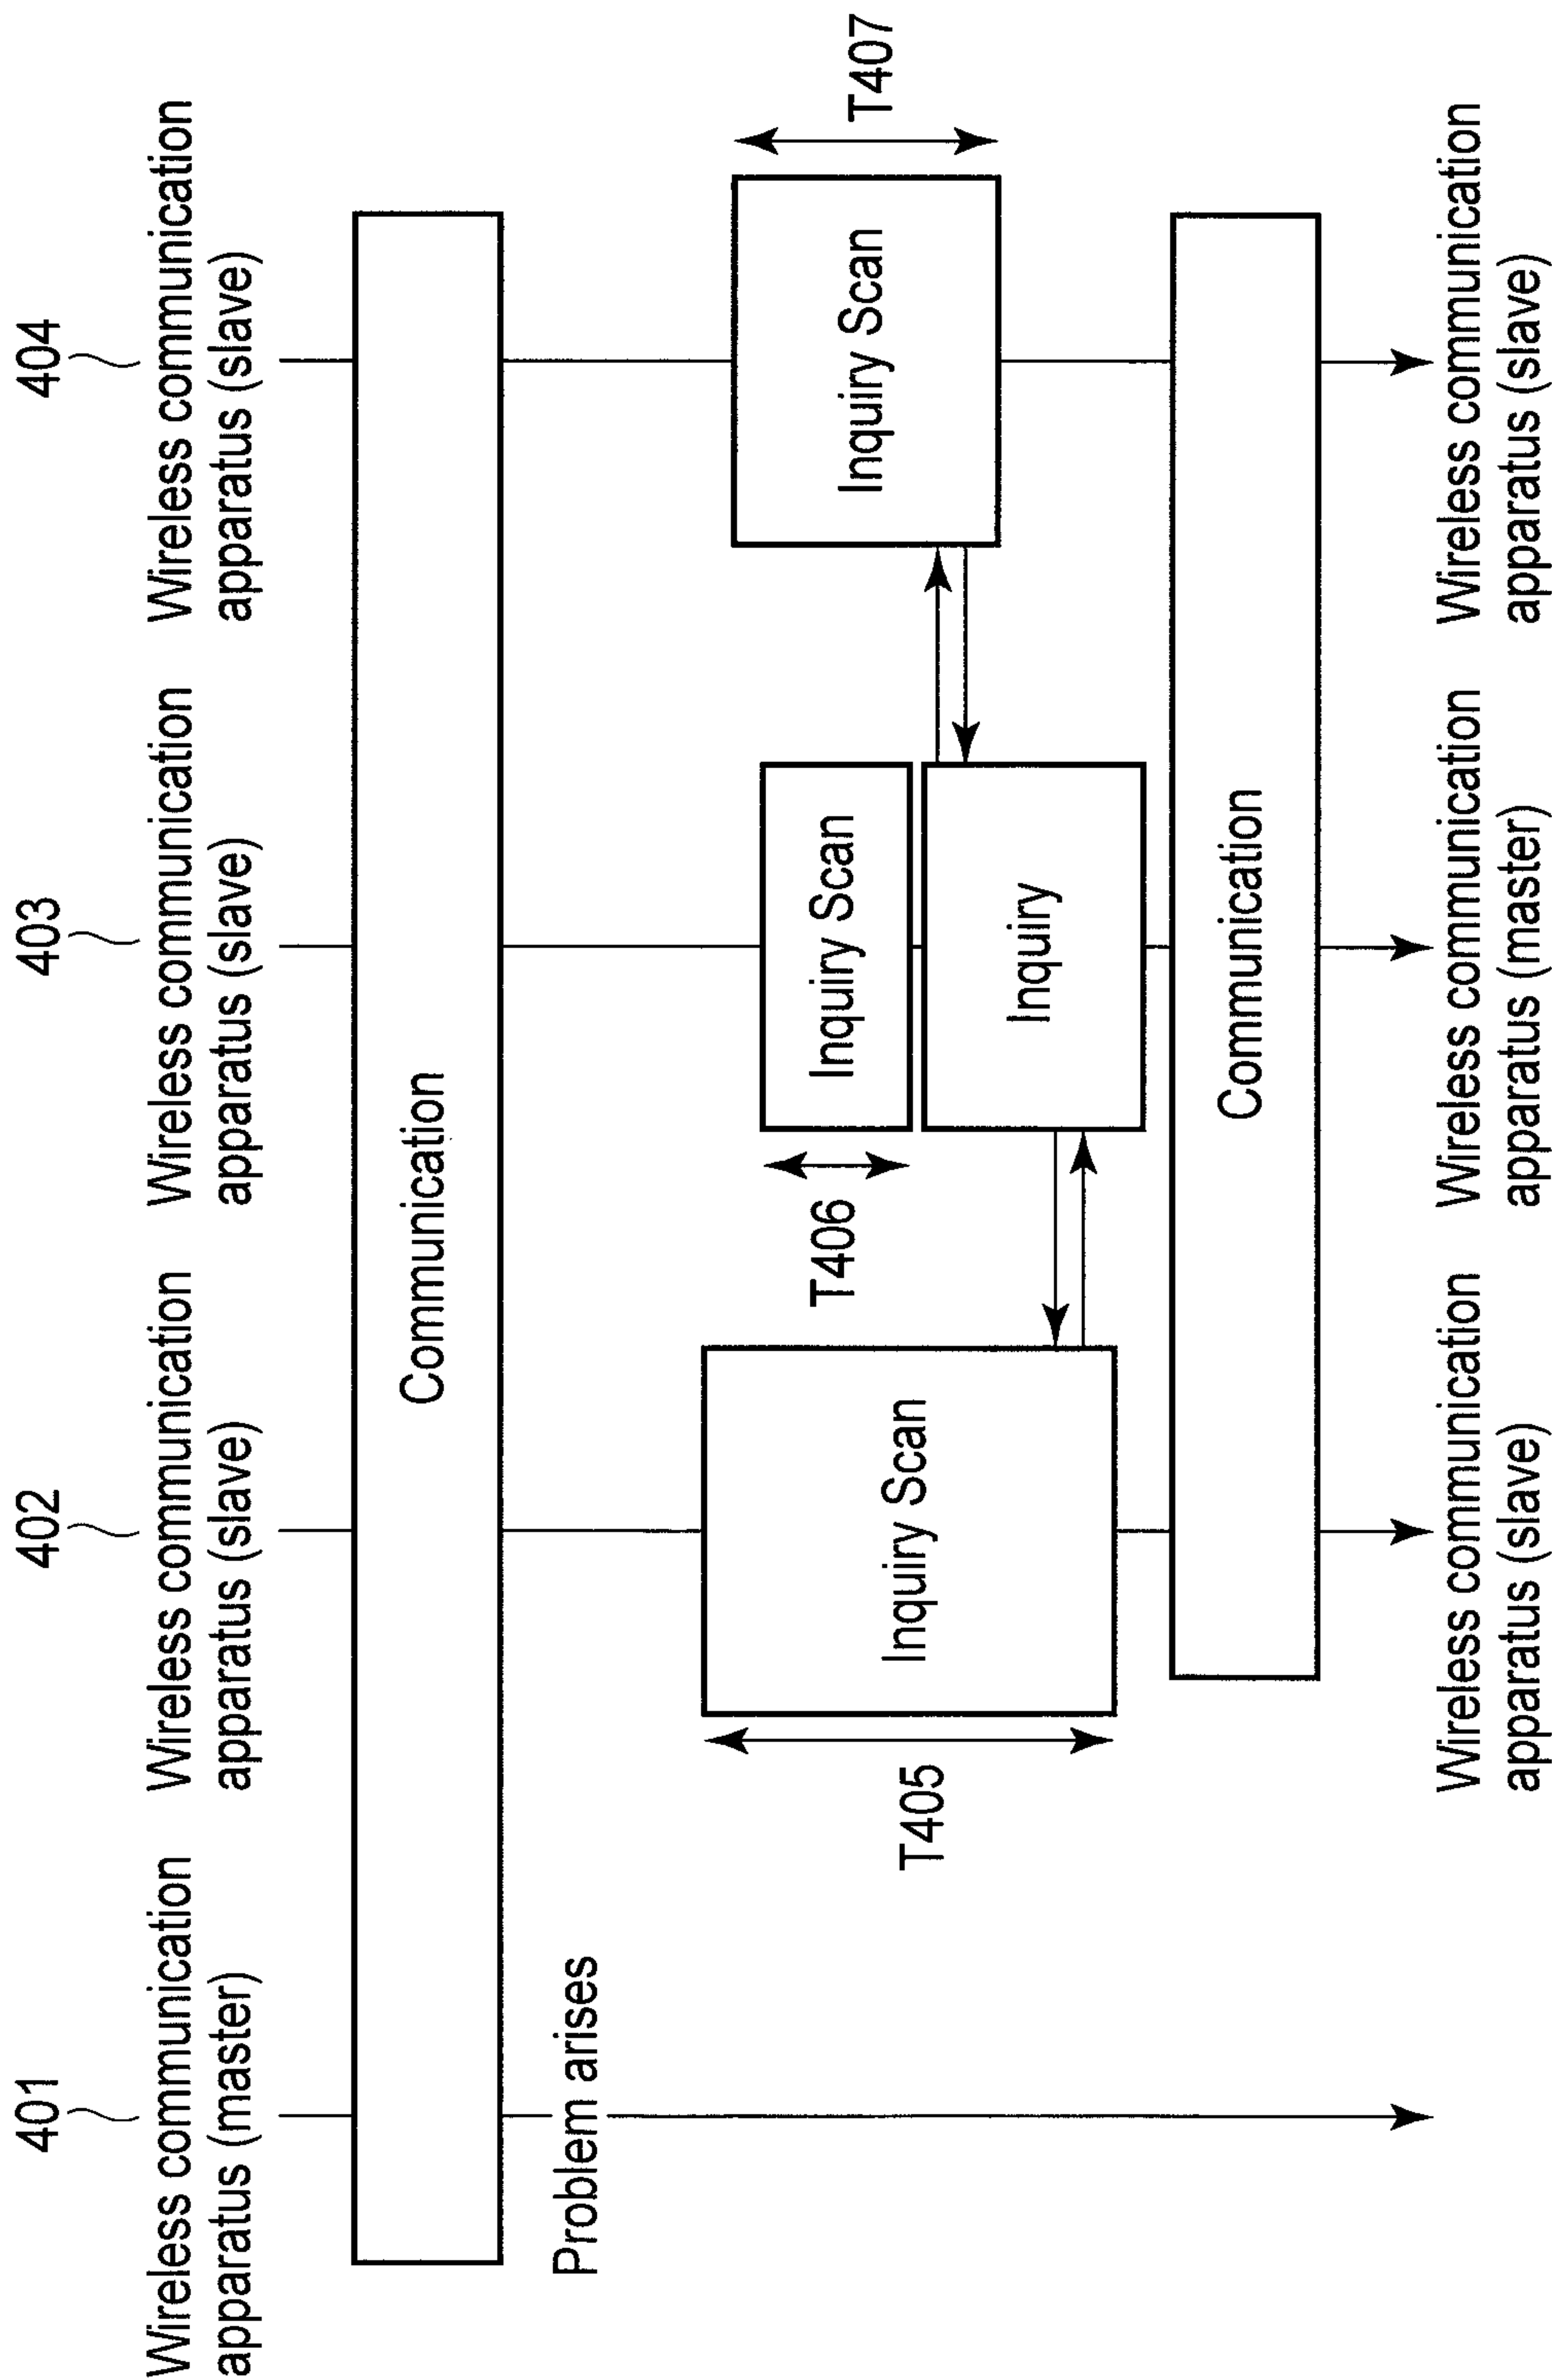 401
Wireless communication
apparatus (master)
402
Wireless communication
apparatus (slave)
403
Wireless communication
apparatus (slave)
404
Wireless communication
apparatus (slave)
Communication
Problem arises
T405
Inquiry Scan
T406
Inquiry Scan
Inquiry
Inquiry Scan
T407
Communication
Wireless communication
apparatus (slave)
Wireless communication
apparatus (master)
Wireless communication
apparatus (slave)